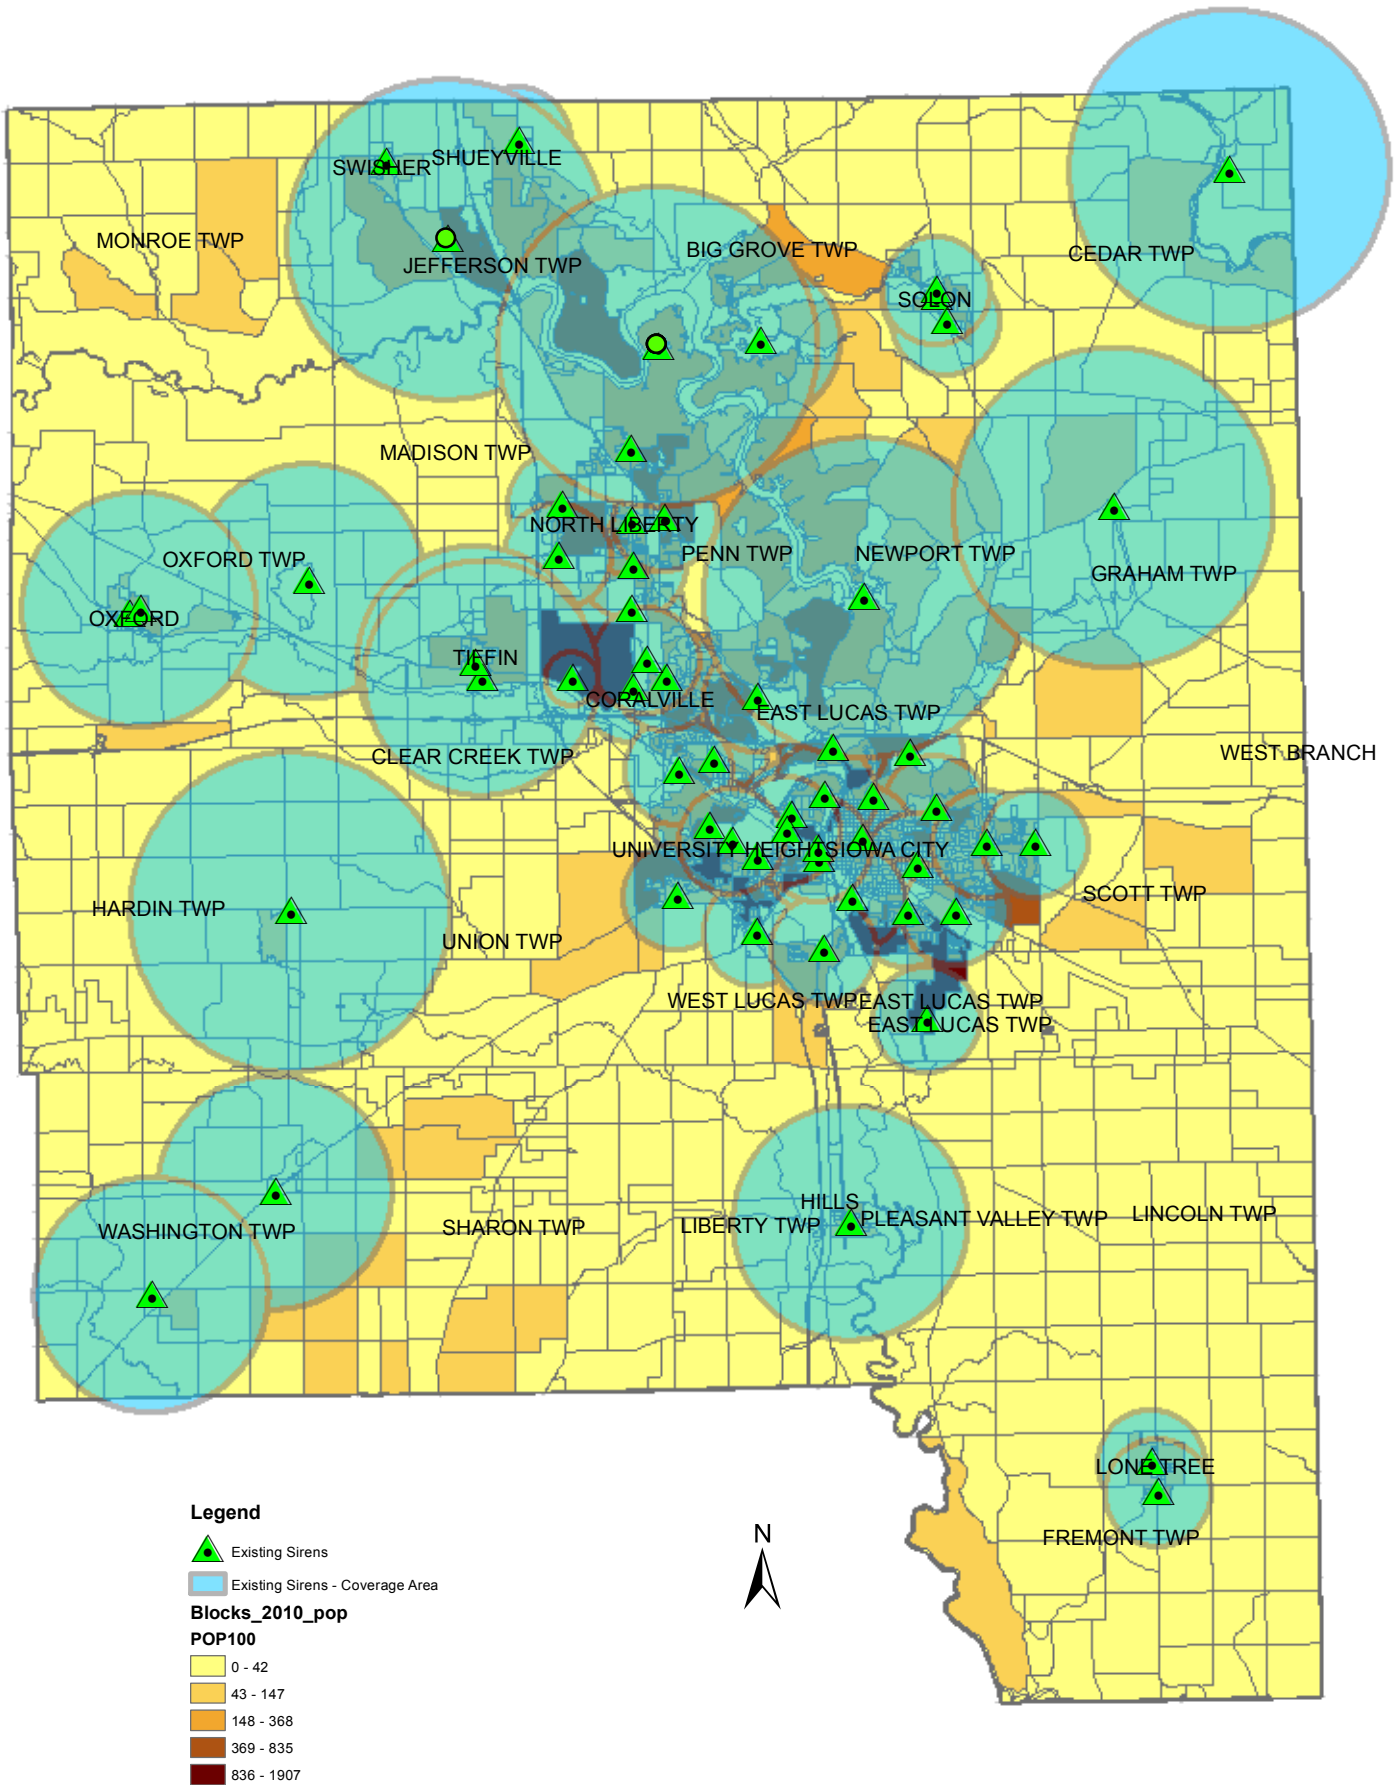 SHUEYVILLE
SWISHER
MONROE TWP
BIG GROVE TWP
CEDAR TWP
JEFFERSON TWP
SOLON
MADISON TWP
NORTH LIBERTY
PENN TWP
NEWPORT TWP
OXFORD TWP
GRAHAM TWP
OXFORD
TIFFIN
CORALVILLE
EAST LUCAS TWP
CLEAR CREEK TWP
WEST BRANCH
UNIVERSITY HEIGHTS
IOWA CITY
SCOTT TWP
HARDIN TWP
UNION TWP
WEST LUCAS TWP
EAST LUCAS TWP
EAST LUCAS TWP
HILLS
LINCOLN TWP
PLEASANT VALLEY TWP
LIBERTY TWP
SHARON TWP
WASHINGTON TWP
LONE TREE
FREMONT TWP
N
Legend
Existing Sirens
Existing Sirens - Coverage Area
Blocks_2010_pop
POP100
0 - 42
43 - 147
148 - 368
369 - 835
836 - 1907